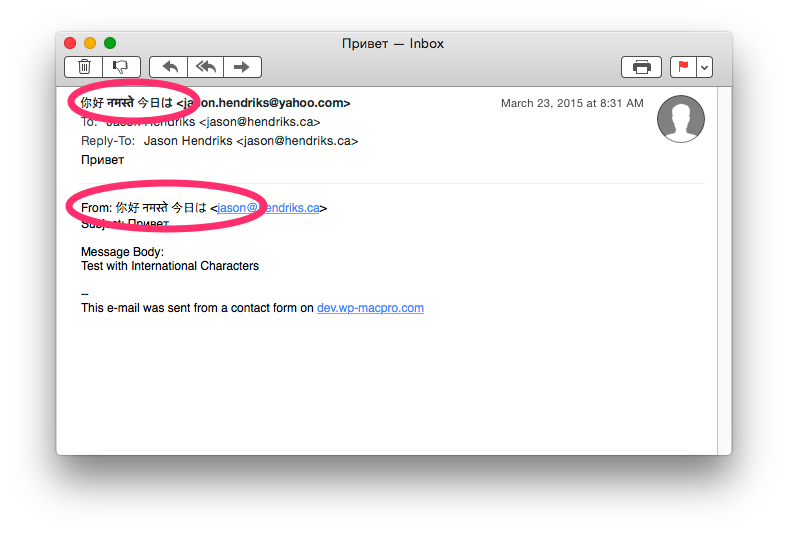 Привет — Inbox
你好 नमस्ते 今日は <jason.hendriks@yahoo.com>
March 23, 2015 at 8:31 AM
To: Jason Hendriks <jason@hendriks.ca>
Reply-To: Jason Hendriks <jason@hendriks.ca>
Привет
From: 你好 नमस्ते 今日は <jason@hendriks.ca>
Subject: Привет
Message Body:
Test with International Characters
--
This e-mail was sent from a contact form on dev.wp-macpro.com